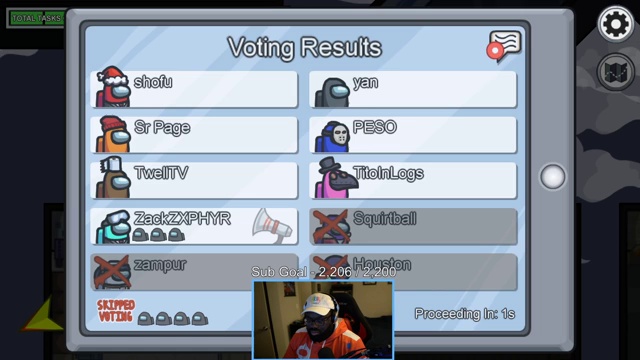 TOTAL TASKS
Voting Results
shofu
yan
Sr Page
PESO
TwellTV
TitoInLogs
ZackZXPHYR
Squirtball
zampur
Houston
Sub Goal - 2,206 / 2,200
SKIPPED
VOTING
Proceeding In: 1s